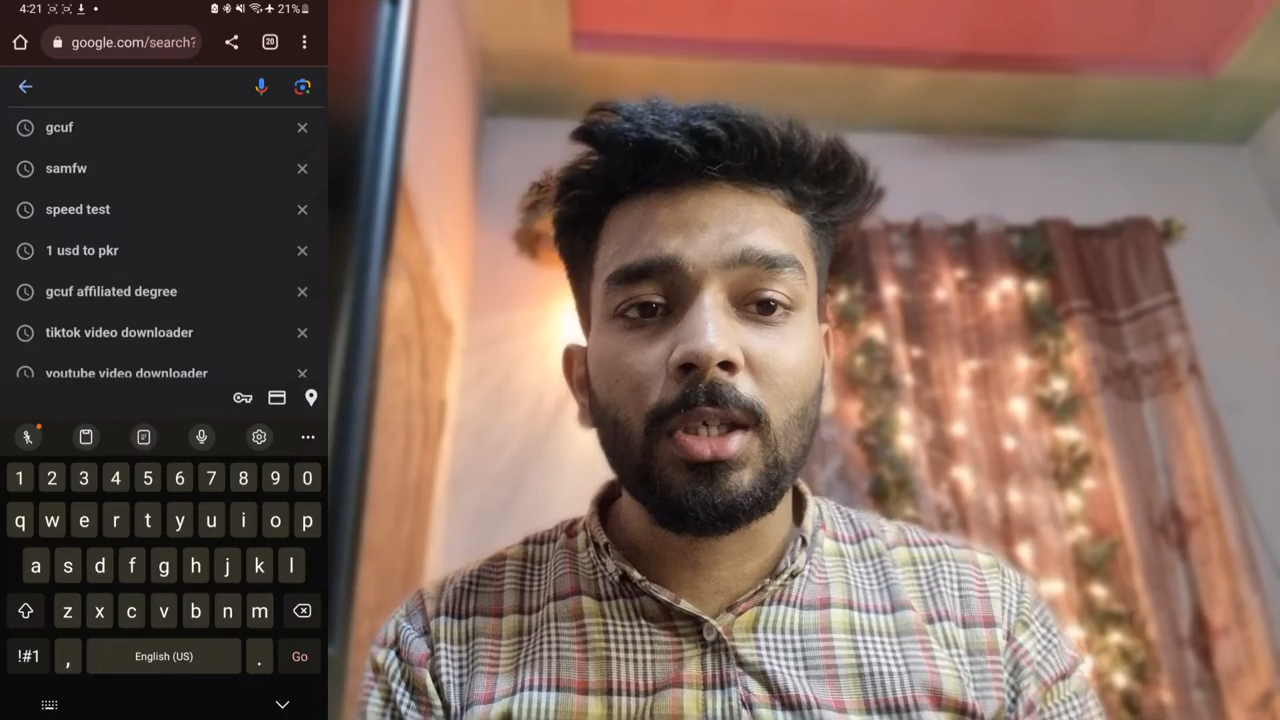 4:21
21%
google.com/search?
20
gcuf
samfw
speed test
1 usd to pkr
gcuf affiliated degree
tiktok video downloader
youtube video downloader
1 2 3 4 5 6 7 8 9 0
q w e r t y u i o p
a s d f g h j k l
z x c v b n m
!#1 , English (US) . Go